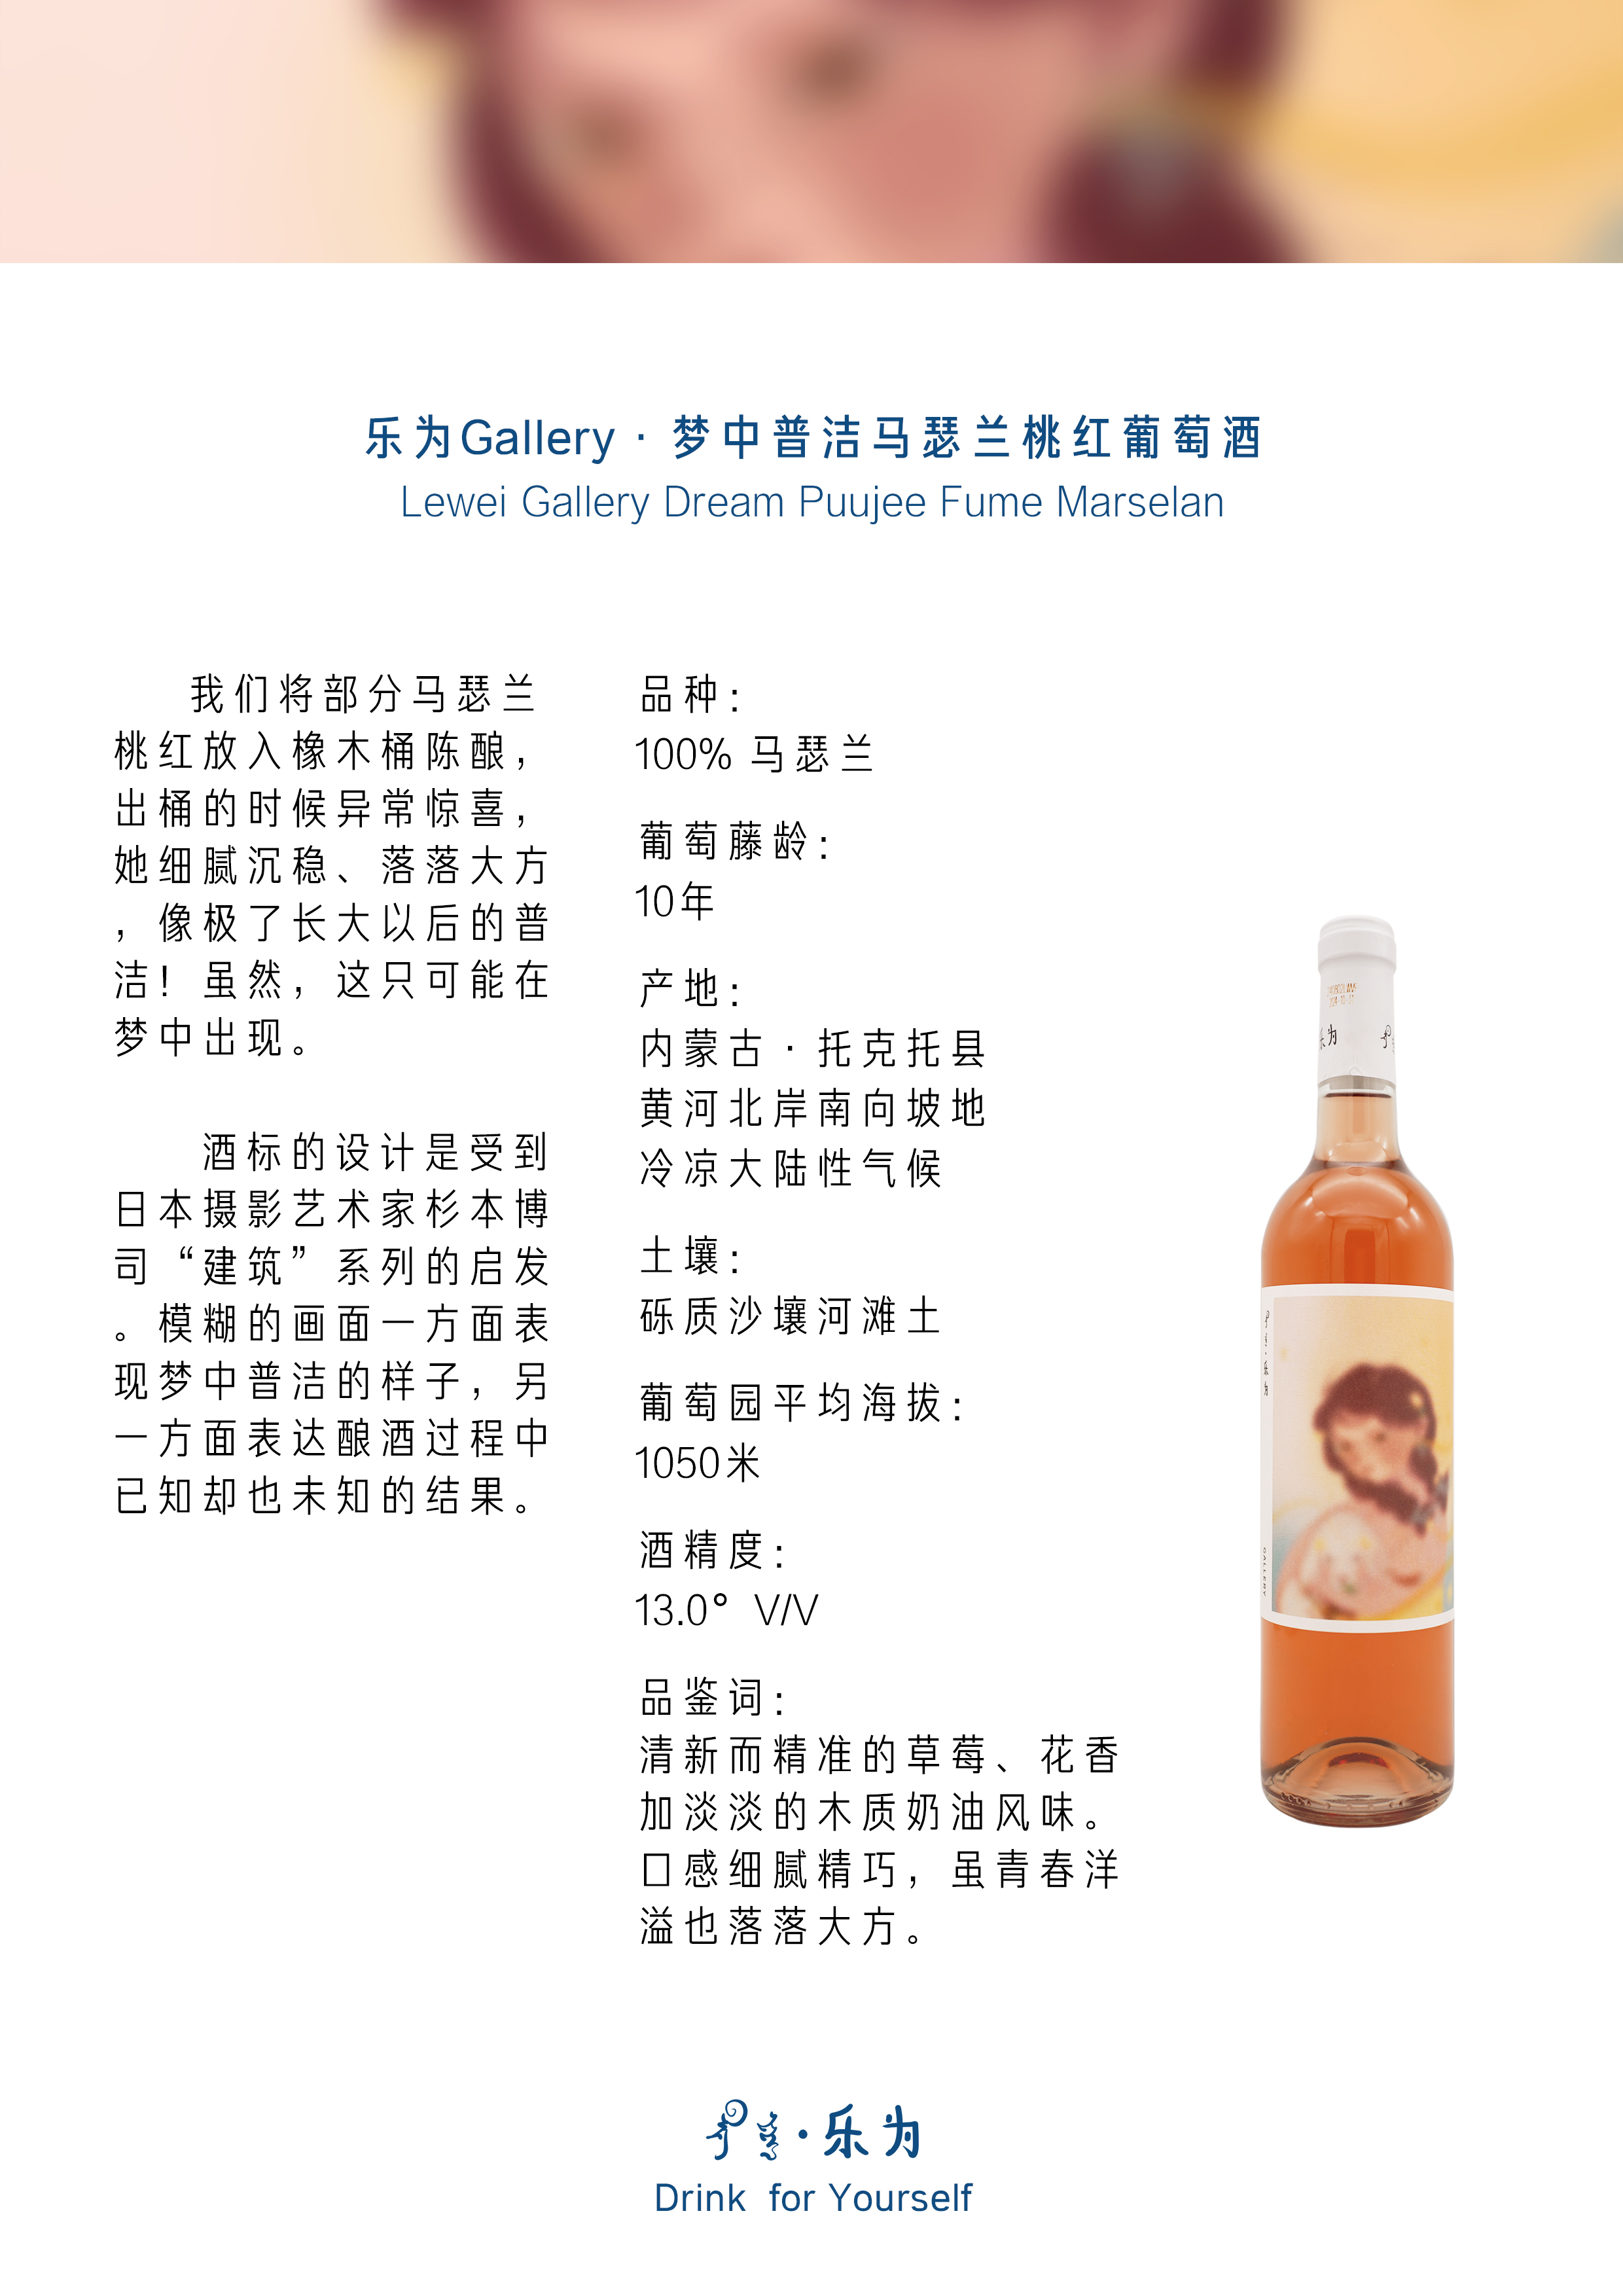 乐为Gallery · 梦中普洁马瑟兰桃红葡萄酒
Lewei Gallery Dream Puujee Fume Marselan
我们将部分马瑟兰
桃红放入橡木桶陈酿，
出桶的时候异常惊喜，
她细腻沉稳、落落大方
，像极了长大以后的普
洁！虽然，这只可能在
梦中出现。
酒标的设计是受到
日本摄影艺术家杉本博
司“建筑”系列的启发
。模糊的画面一方面表
现梦中普洁的样子，另
一方面表达酿酒过程中
已知却也未知的结果。
品种：
100% 马瑟兰
葡萄藤龄：
10年
产地：
内蒙古 · 托克托县
黄河北岸南向坡地
冷凉大陆性气候
土壤：
砾质沙壤河滩土
葡萄园平均海拔：
1050米
酒精度：
13.0° V/V
品鉴词：
清新而精准的草莓、花香
加淡淡的木质奶油风味。
口感细腻精巧，虽青春洋
溢也落落大方。
乐为
·乐为
GALLERY
·乐为
Drink for Yourself